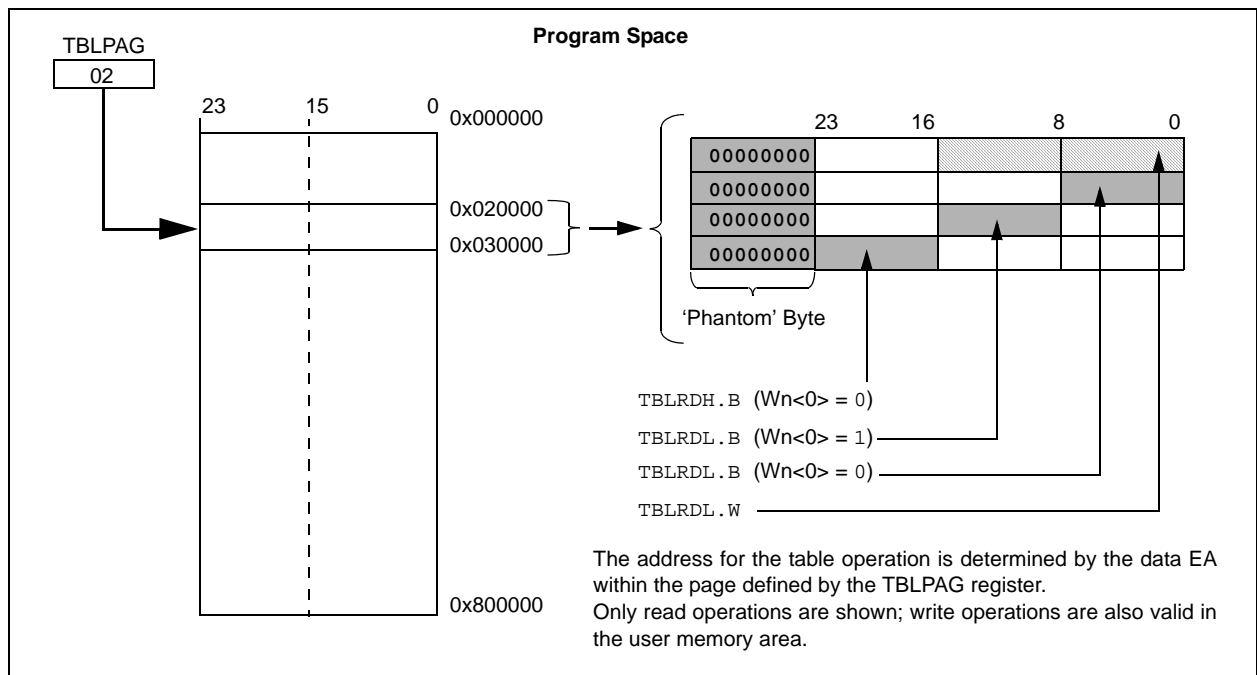 Program Space
TBLPAG
02
23 15 0
0x000000
0x020000
0x030000
0x800000
23 16 8 0
00000000
00000000
00000000
00000000
‘Phantom’ Byte
TBLRDH.B (Wn<0> = 0)
TBLRDL.B (Wn<0> = 1)
TBLRDL.B (Wn<0> = 0)
TBLRDL.W
The address for the table operation is determined by the data EA
within the page defined by the TBLPAG register.
Only read operations are shown; write operations are also valid in
the user memory area.